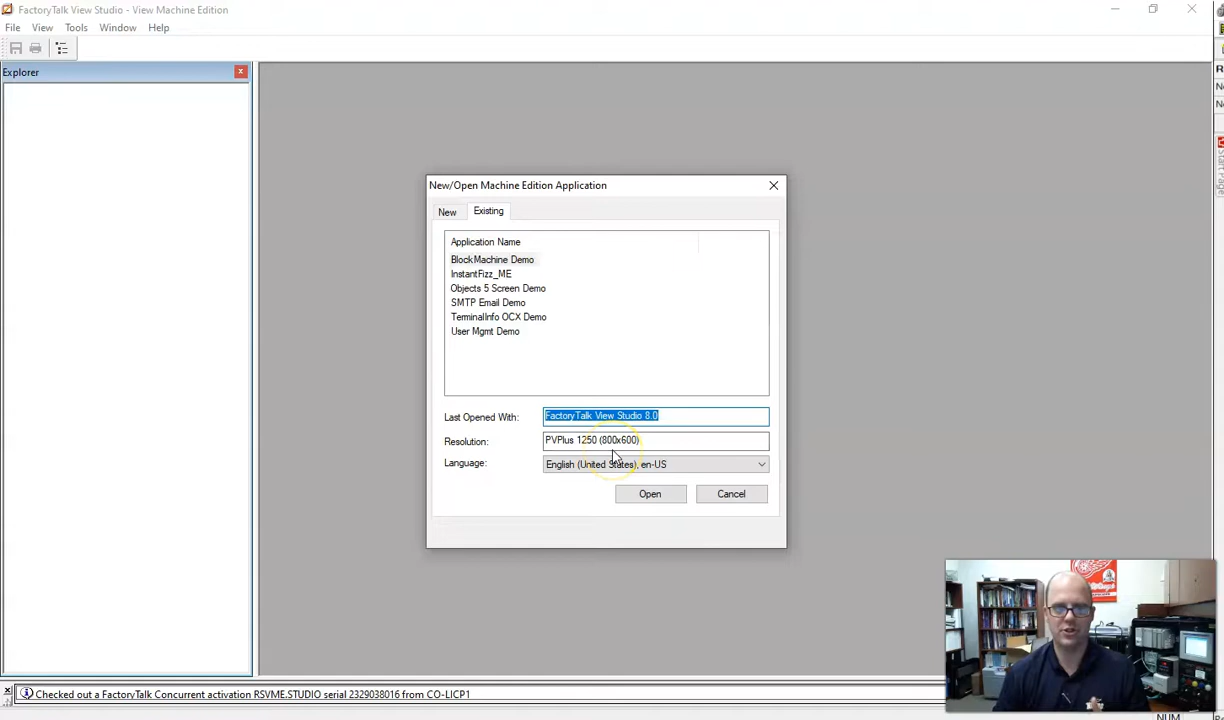 FactoryTalk View Studio - View Machine Edition
File View Tools Window Help
Explorer
New/Open Machine Edition Application
New Existing
Application Name
BlockMachine Demo
InstantFizz_ME
Objects 5 Screen Demo
SMTP Email Demo
TerminalInfo OCX Demo
User Mgmt Demo
Last Opened With: FactoryTalk View Studio 8.0
Resolution: PVPlus 1250 (800x600)
Language: English (United States), en-US
Open Cancel
Checked out a FactoryTalk Concurrent activation RSVME.STUDIO serial 2329038016 from CO-LICP1
NUM
Start Page